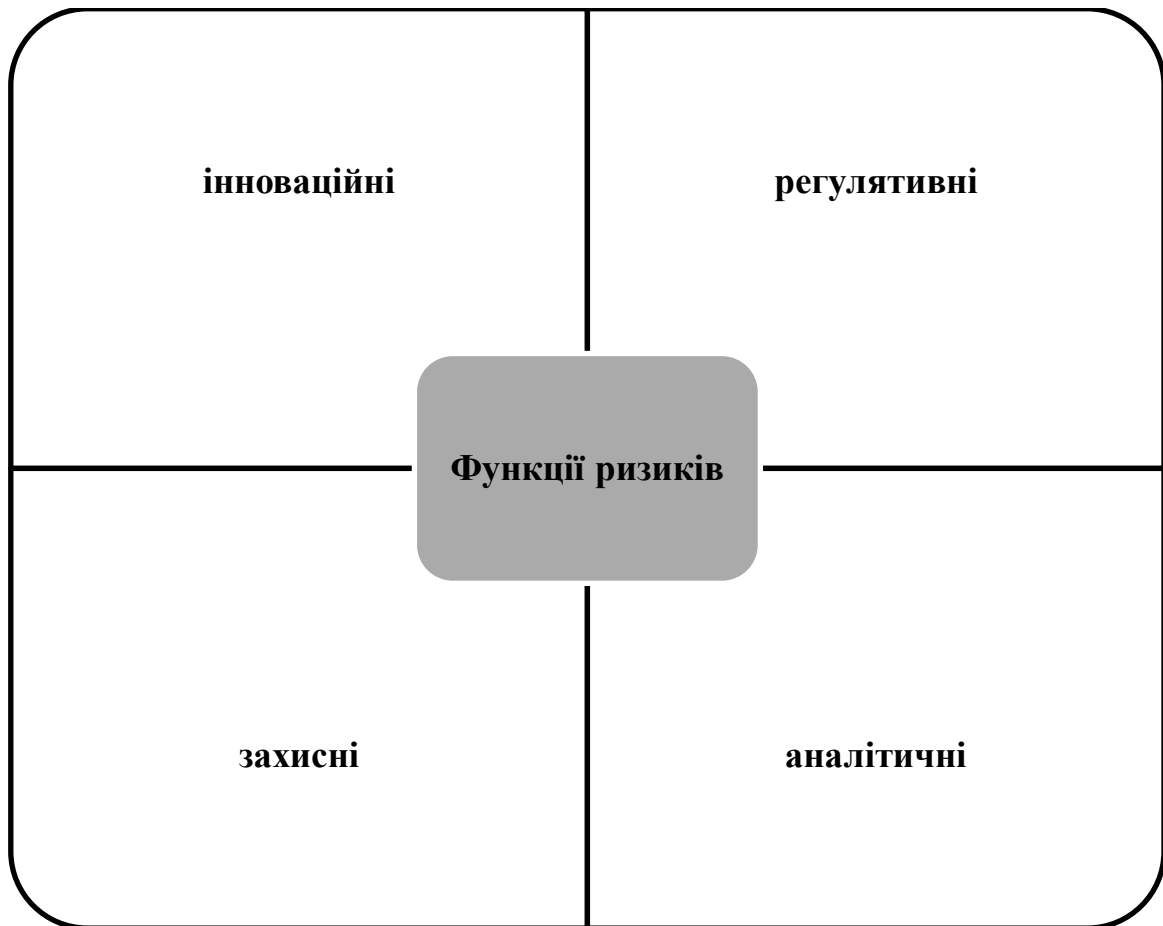 інноваційні
регулятивні
Функції ризиків
захисні
аналітичні